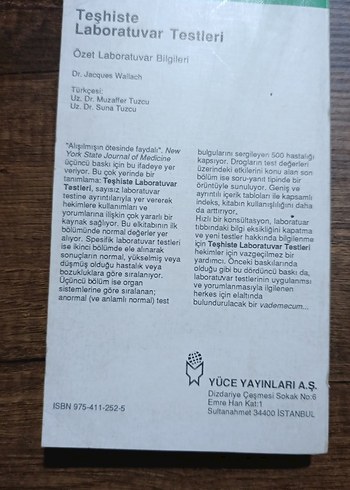 Teşhiste
Laboratuvar Testleri
Özet Laboratuvar Bilgileri
Dr. Jacques Wallach
Türkçesi:
Uz. Dr. Muzaffer Tuzcu
Uz. Dr. Suna Tuzcu
"Alışılmışın ötesinde faydalı". New
York State Journal of Medicine
üçüncü baskı için bu ifadeye yer
veriyor. Bu çok yerinde bir
tanımlama; Teşhiste Laboratuvar
Testleri, sayısız laboratuvar
testine ayrıntılarıyla yer vererek
hekimlere kullanımları ve
yorumlarına ilişkin çok yararlı bir
kaynak sağlıyor. Bu elkitabının ilk
bölümünde normal değerler yer
alıyor. Spesifik laboratuvar testleri
ise ikinci bölümde ele alınarak
sonuçların normal, yükselmiş veya
düşmüş olduğu hastalık veya
bozukluklara göre sıralanıyor.
Üçüncü bölüm ise organ
sistemlerine göre sıralanan;
anormal (ve anlamlı normal) test
bulgularını sergileyen 500 hastalığı
kapsıyor. Drogların test değerleri
üzerindeki etkilerini konu alan son
bölüm ise soru-yanıt tipinde bir
örüntüyle sunuluyor. Geniş ve
ayrıntılı içerik tabloları ile kapsamlı
indeks, kitabın kullanışlılığını daha
da arttırıyor.
Hızlı bir konsültasyon, laboratuar
tıbbındaki bilgi eksikliğini kapatma
ve yeni testler hakkında bilgilenme
için Teşhiste Laboratuvar Testleri
hekimler için vazgeçilmez bir
yardımcı. Önceki baskılarında
olduğu gibi bu dördüncü baskı da,
laboratuvar testlerinin uygulanması
ve yorumlanmasıyla ilgilenen
herkes için elaltında
bulundurulacak bir vademecum...
YÜCE YAYINLARI A.Ş.
Dizdariye Çeşmesi Sokak No:6
Emre Han Kat:1
Sultanahmet 34400 İSTANBUL
ISBN 975-411-252-5